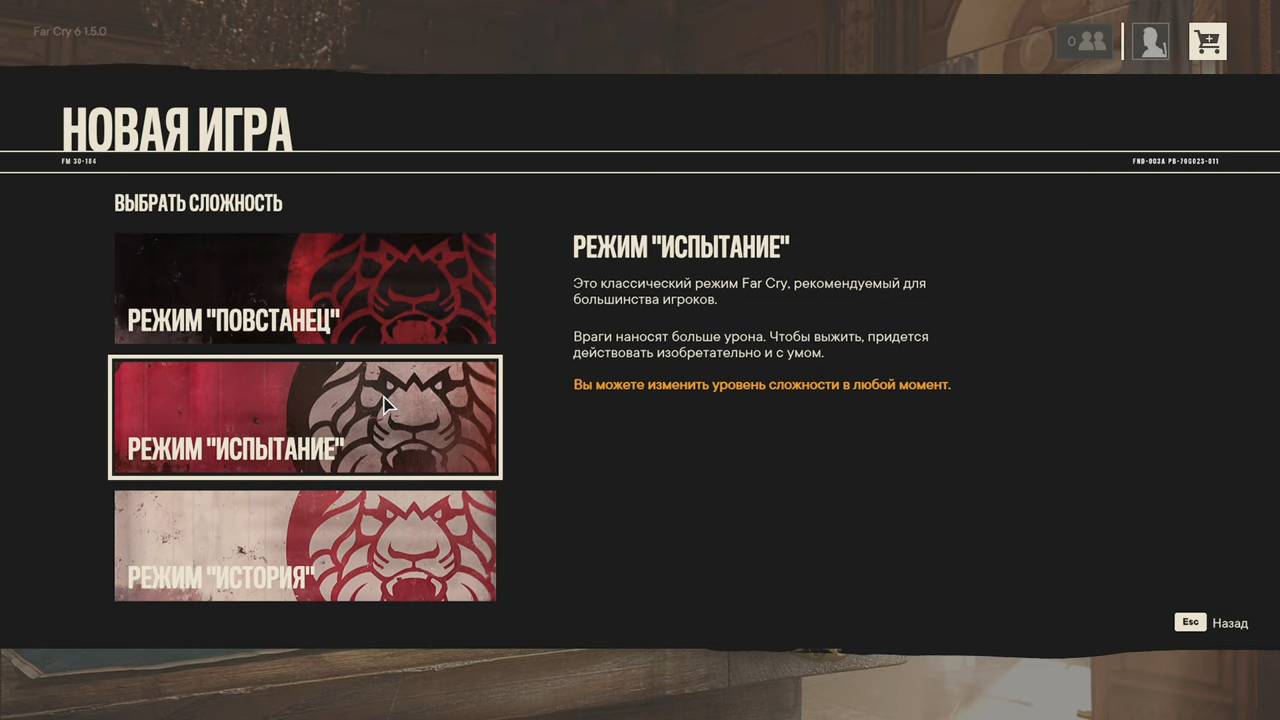 Far Cry 6 1.5.0
0
НОВАЯ ИГРА
FM 30-184
FND-003A PB-700023-011
ВЫБРАТЬ СЛОЖНОСТЬ
РЕЖИМ "ПОВСТАНЕЦ"
РЕЖИМ "ИСПЫТАНИЕ"
РЕЖИМ "ИСТОРИЯ"
РЕЖИМ "ИСПЫТАНИЕ"
Это классический режим Far Cry, рекомендуемый для
большинства игроков.
Враги наносят больше урона. Чтобы выжить, придется
действовать изобретательно и с умом.
Вы можете изменить уровень сложности в любой момент.
Esc Назад